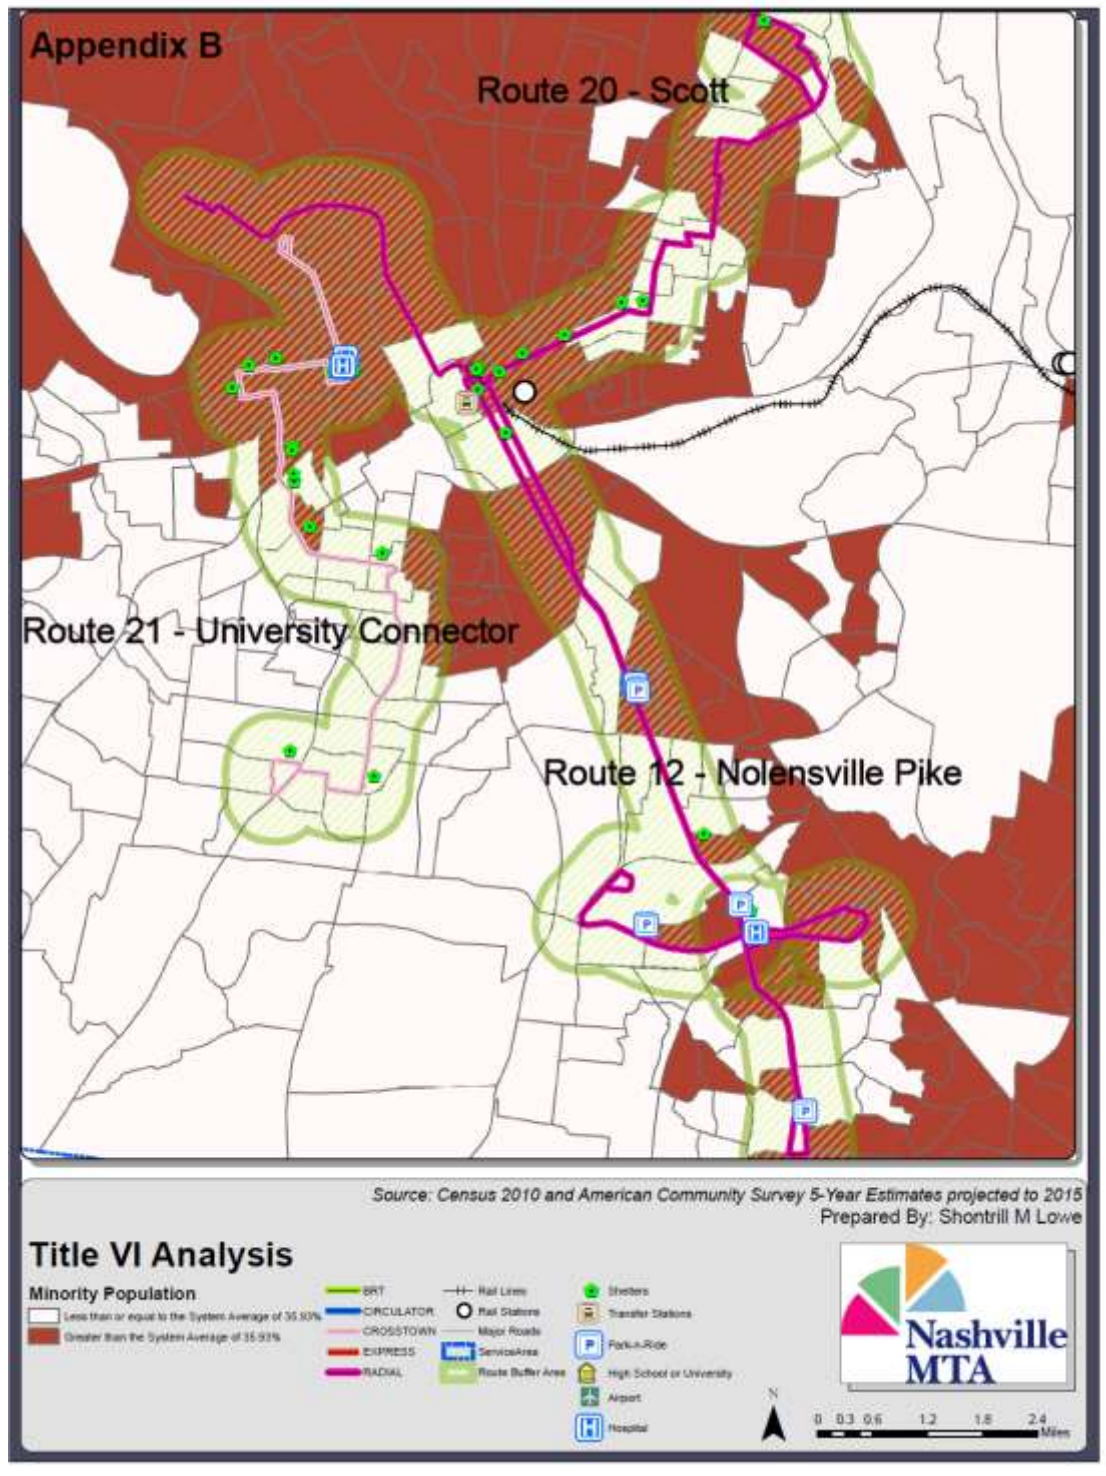 Appendix B
Route 20 - Scott
H
Route 21 - University Connector
P
Route 12 - Nolensville Pike
P
P
H
P
Source: Census 2010 and American Community Survey 5-Year Estimates projected to 2015
Prepared By: Shontrill M Lowe
Title VI Analysis
Minority Population
Less than or equal to the System Average of 35.93%
Greater than the System Average of 35.93%
BRT
CIRCULATOR
CROSSTOWN
EXPRESS
RADIAL
Rail Lines
Rail Stations
Major Roads
ServiceArea
Route Buffer Area
Shelters
Transfer Stations
P Park-n-Ride
High School or University
Airport
H Hospital
Nashville
MTA
N
0 0.3 0.6 1.2 1.8 2.4
Miles